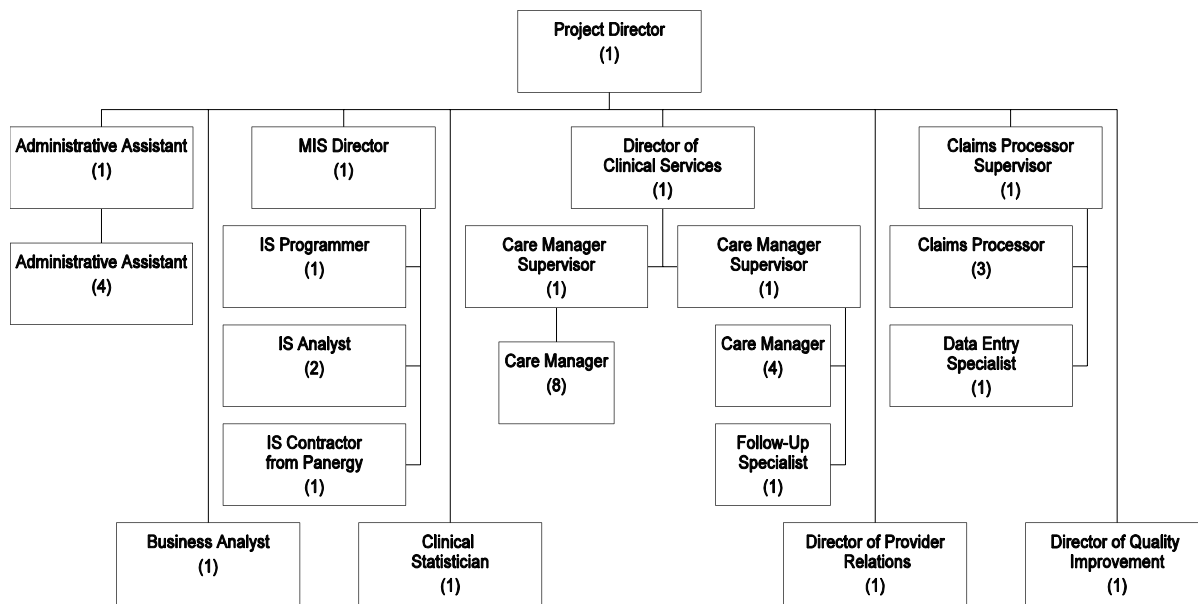 Project Director
(1)
Administrative Assistant
(1)
MIS Director
(1)
Director of
Clinical Services
(1)
Claims Processor
Supervisor
(1)
Administrative Assistant
(4)
IS Programmer
(1)
Care Manager
Supervisor
(1)
Care Manager
Supervisor
(1)
Claims Processor
(3)
IS Analyst
(2)
Care Manager
(8)
Care Manager
(4)
Data Entry
Specialist
(1)
IS Contractor
from Panergy
(1)
Follow-Up
Specialist
(1)
Business Analyst
(1)
Clinical
Statistician
(1)
Director of Provider
Relations
(1)
Director of Quality
Improvement
(1)